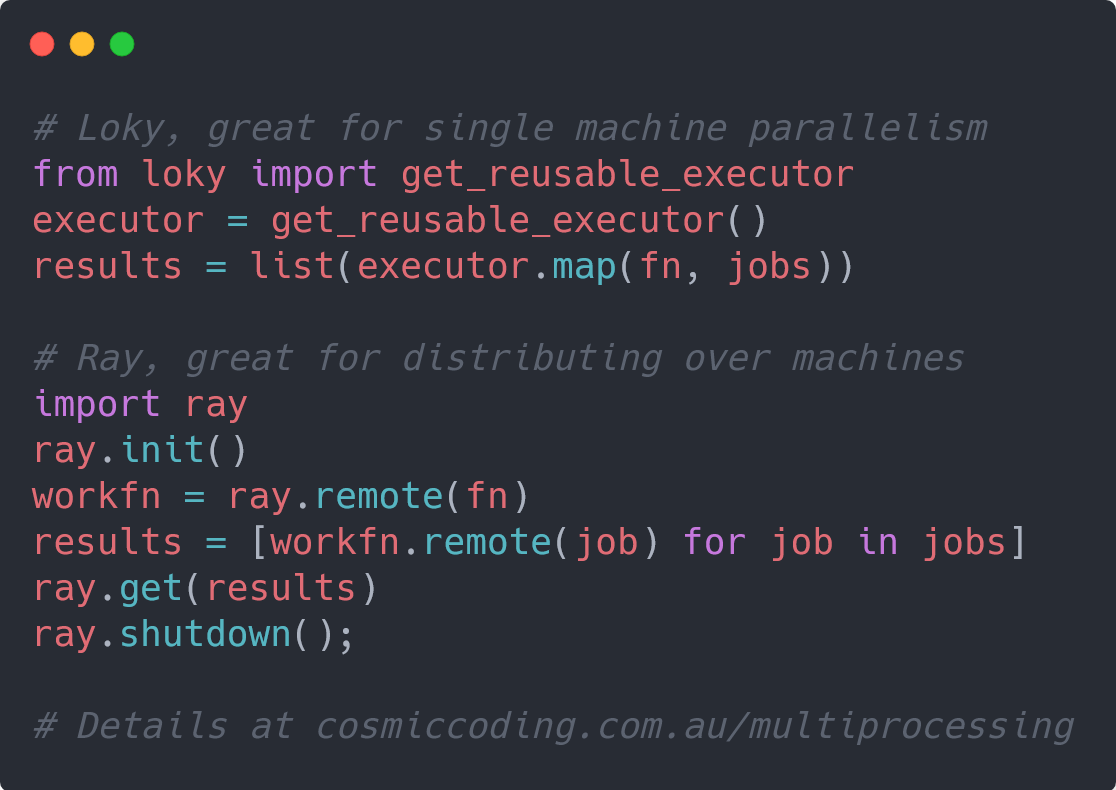 # Loky, great for single machine parallelism
from loky import get_reusable_executor
executor = get_reusable_executor()
results = list(executor.map(fn, jobs))

# Ray, great for distributing over machines
import ray
ray.init()
workfn = ray.remote(fn)
results = [workfn.remote(job) for job in jobs]
ray.get(results)
ray.shutdown();

# Details at cosmiccoding.com.au/multiprocessing